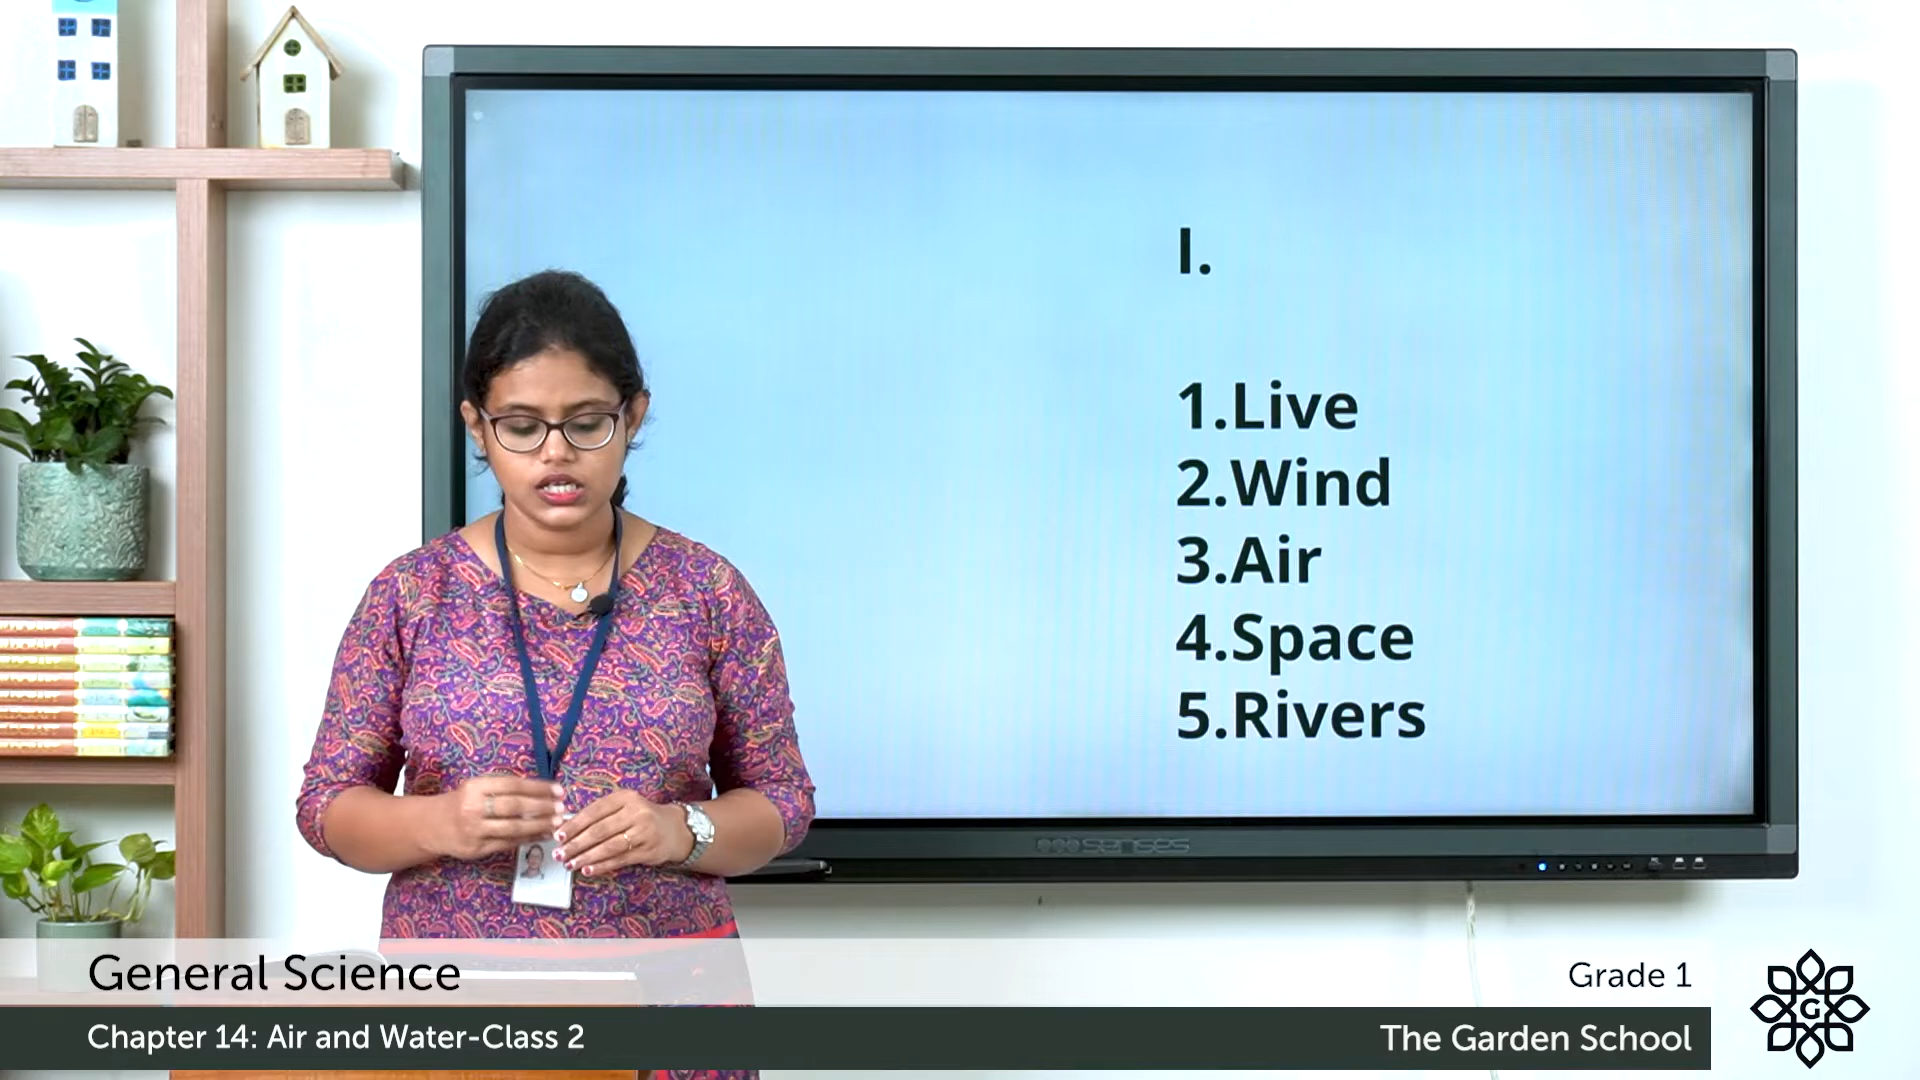 I.
1.Live
2.Wind
3.Air
4.Space
5.Rivers
senses
General Science
Grade 1
Chapter 14: Air and Water-Class 2
The Garden School
G